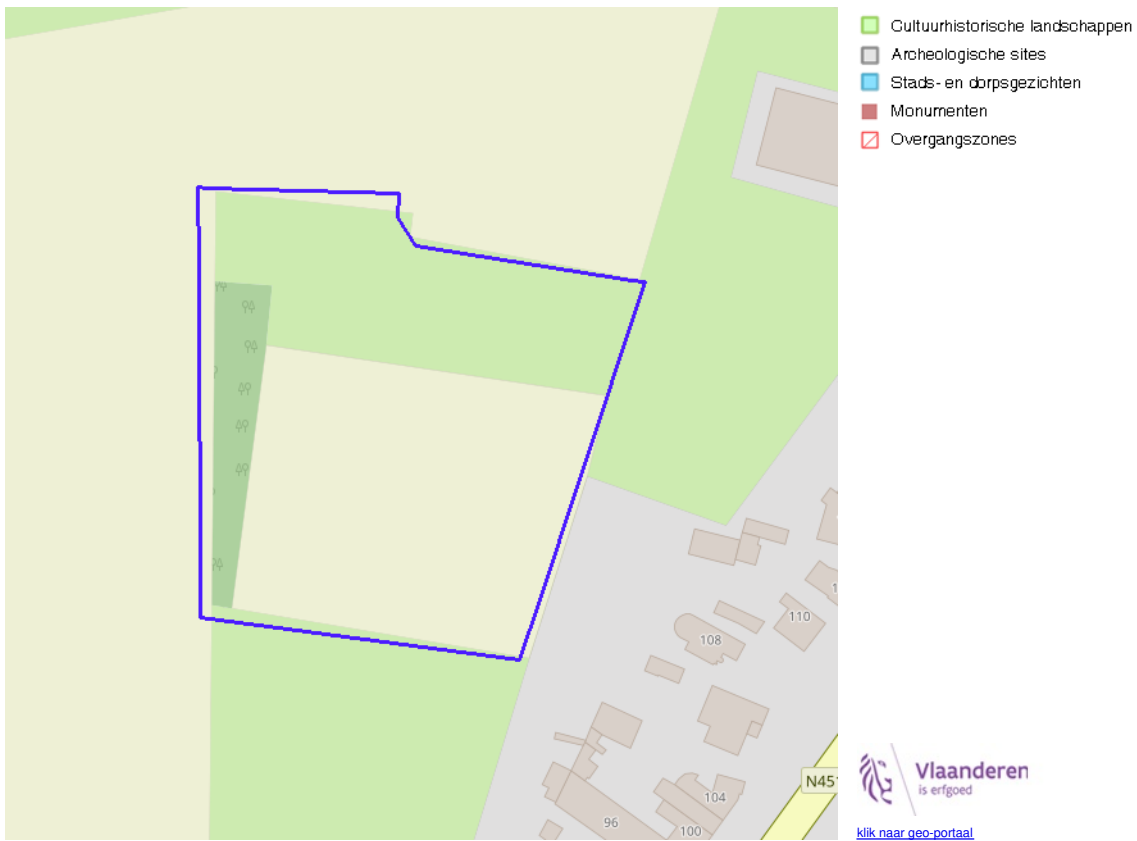 Cultuurhistorische landschappen
Archeologische sites
Stads- en dorpsgezichten
Monumenten
Overgangszones
110
108
N451
104
96
100
Vlaanderen
is erfgoed
klik naar geo-portaal